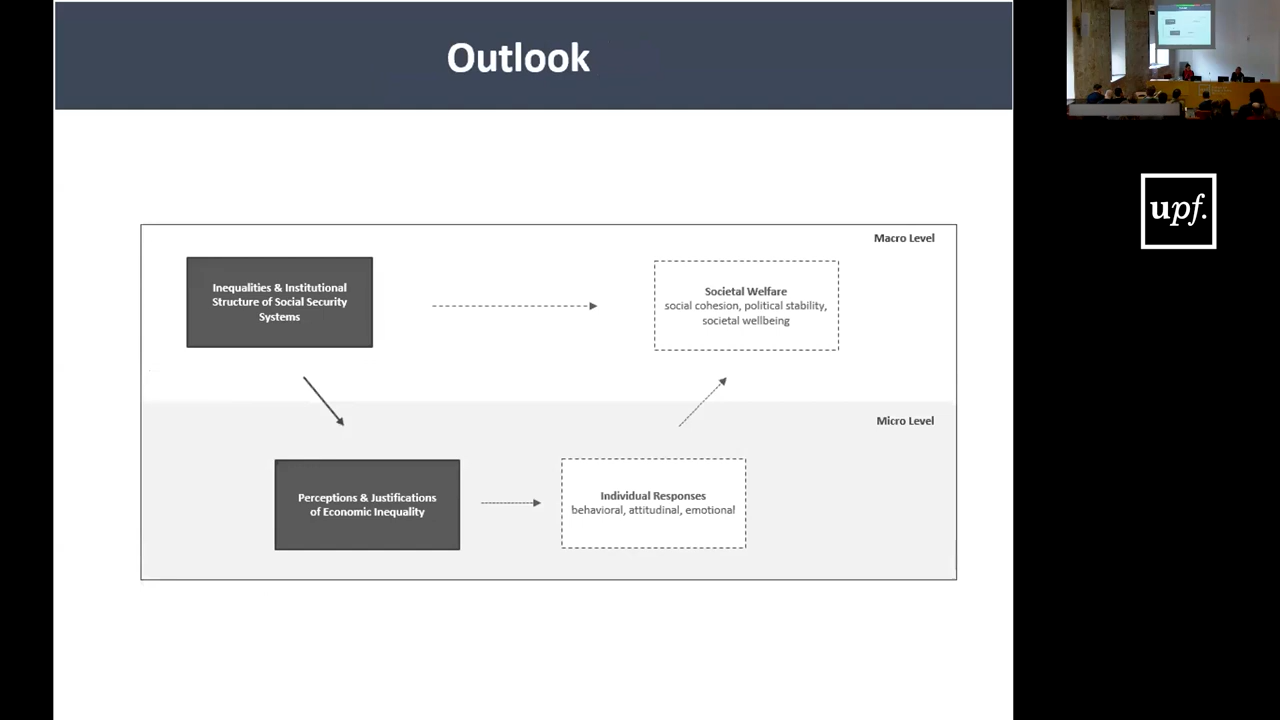 Outlook
Macro Level
Inequalities & Institutional
Structure of Social Security
Systems
Societal Welfare
social cohesion, political stability,
societal wellbeing
Micro Level
Perceptions & Justifications
of Economic Inequality
Individual Responses
behavioral, attitudinal, emotional
upf.